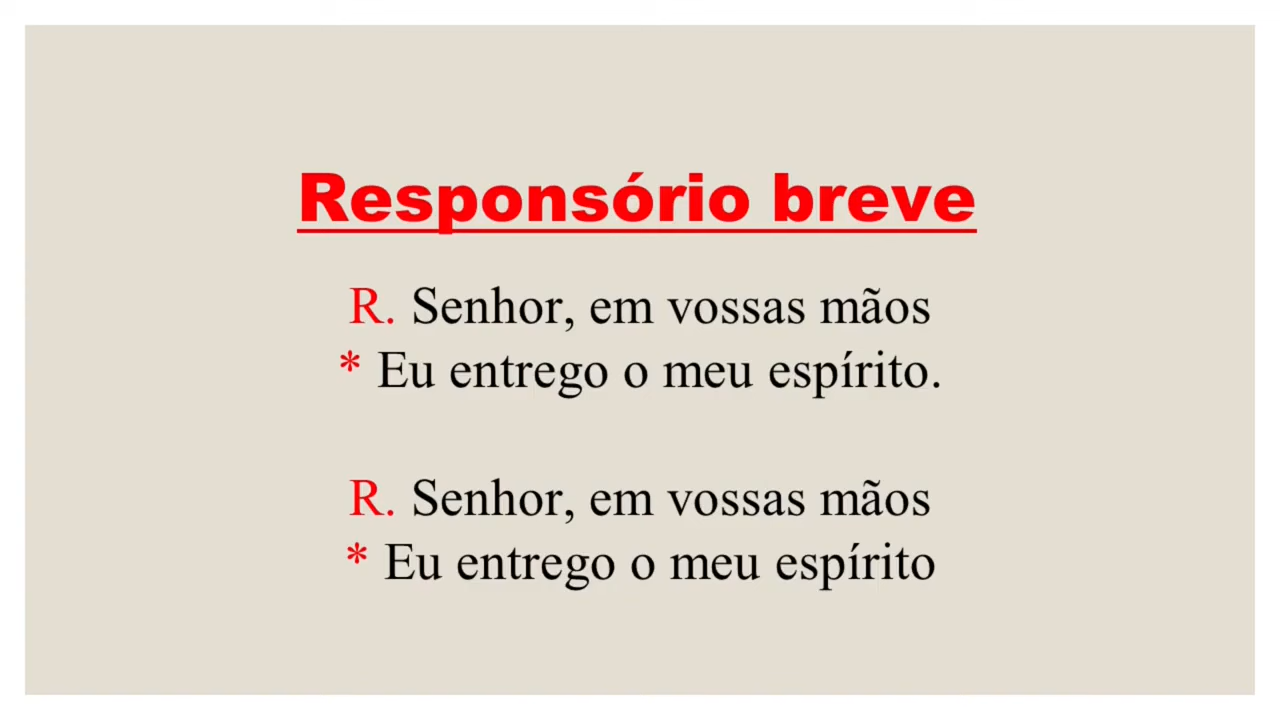 Responsório breve
R. Senhor, em vossas mãos
* Eu entrego o meu espírito.
R. Senhor, em vossas mãos
* Eu entrego o meu espírito